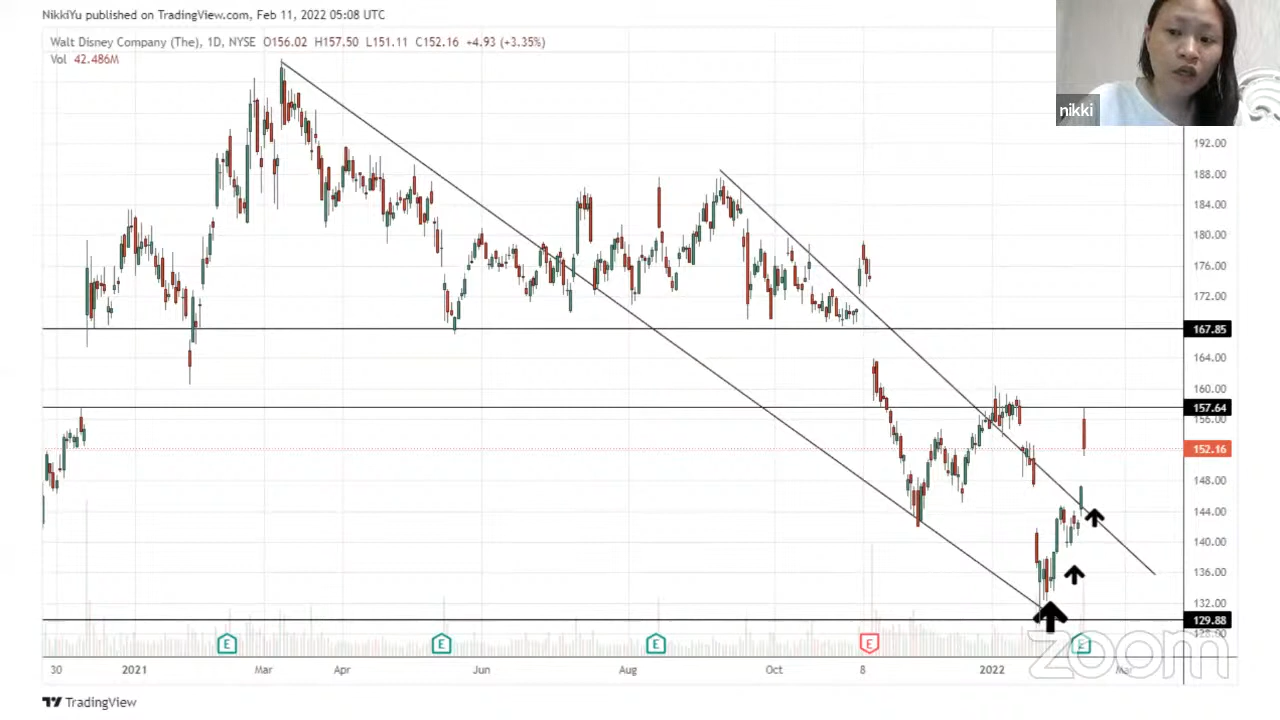 NikkiYu published on TradingView.com, Feb 11, 2022 05:08 UTC
Walt Disney Company (The), 1D, NYSE O156.02 H157.50 L151.11 C152.16 +4.93 (+3.35%)
Vol 42.486M
nikki
192.00
188.00
184.00
180.00
176.00
172.00
167.85
164.00
160.00
157.64
156.00
152.16
148.00
144.00
140.00
136.00
132.00
129.88
128.00
E E E E E
zoom
30 2021 Mar Apr Jun Aug Oct 8 2022 Mar
TradingView